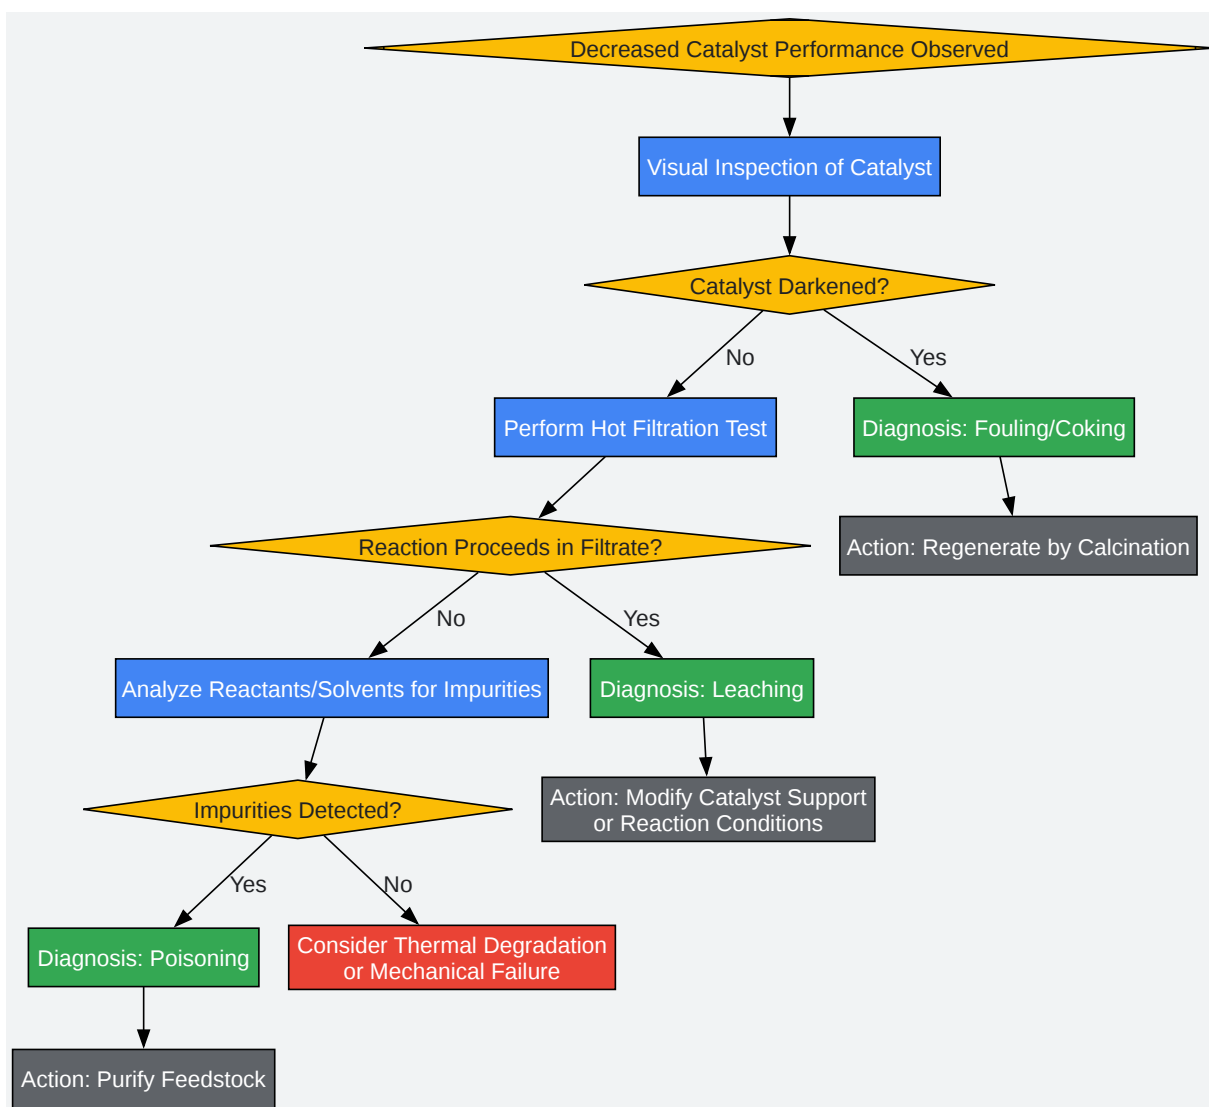 Decreased Catalyst Performance Observed
Visual Inspection of Catalyst
Catalyst Darkened?
No
Yes
Perform Hot Filtration Test
Diagnosis: Fouling/Coking
Reaction Proceeds in Filtrate?
Action: Regenerate by Calcination
No
Yes
Analyze Reactants/Solvents for Impurities
Diagnosis: Leaching
Impurities Detected?
Action: Modify Catalyst Support
or Reaction Conditions
Yes
No
Diagnosis: Poisoning
Consider Thermal Degradation
or Mechanical Failure
Action: Purify Feedstock